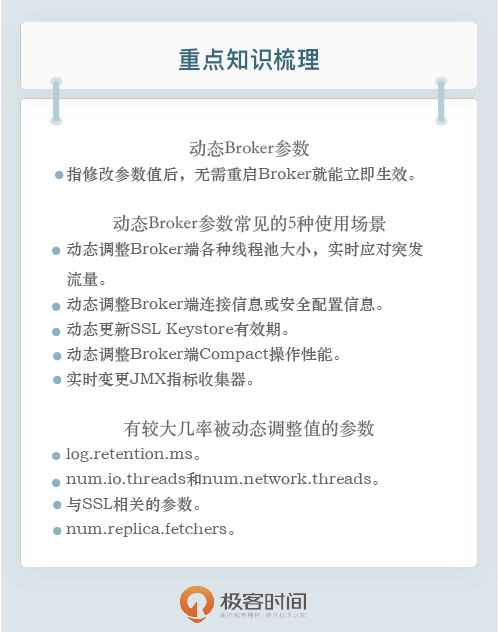 重点知识梳理
动态Broker参数
指修改参数值后，无需重启Broker就能立即生效。
动态Broker参数常见的5种使用场景
动态调整Broker端各种线程池大小，实时应对突发
流量。
动态调整Broker端连接信息或安全配置信息。
动态更新SSL Keystore有效期。
动态调整Broker端Compact操作性能。
实时变更JMX指标收集器。
有较大几率被动态调整值的参数
log.retention.ms。
num.io.threads和num.network.threads。
与SSL相关的参数。
num.replica.fetchers。
极客时间